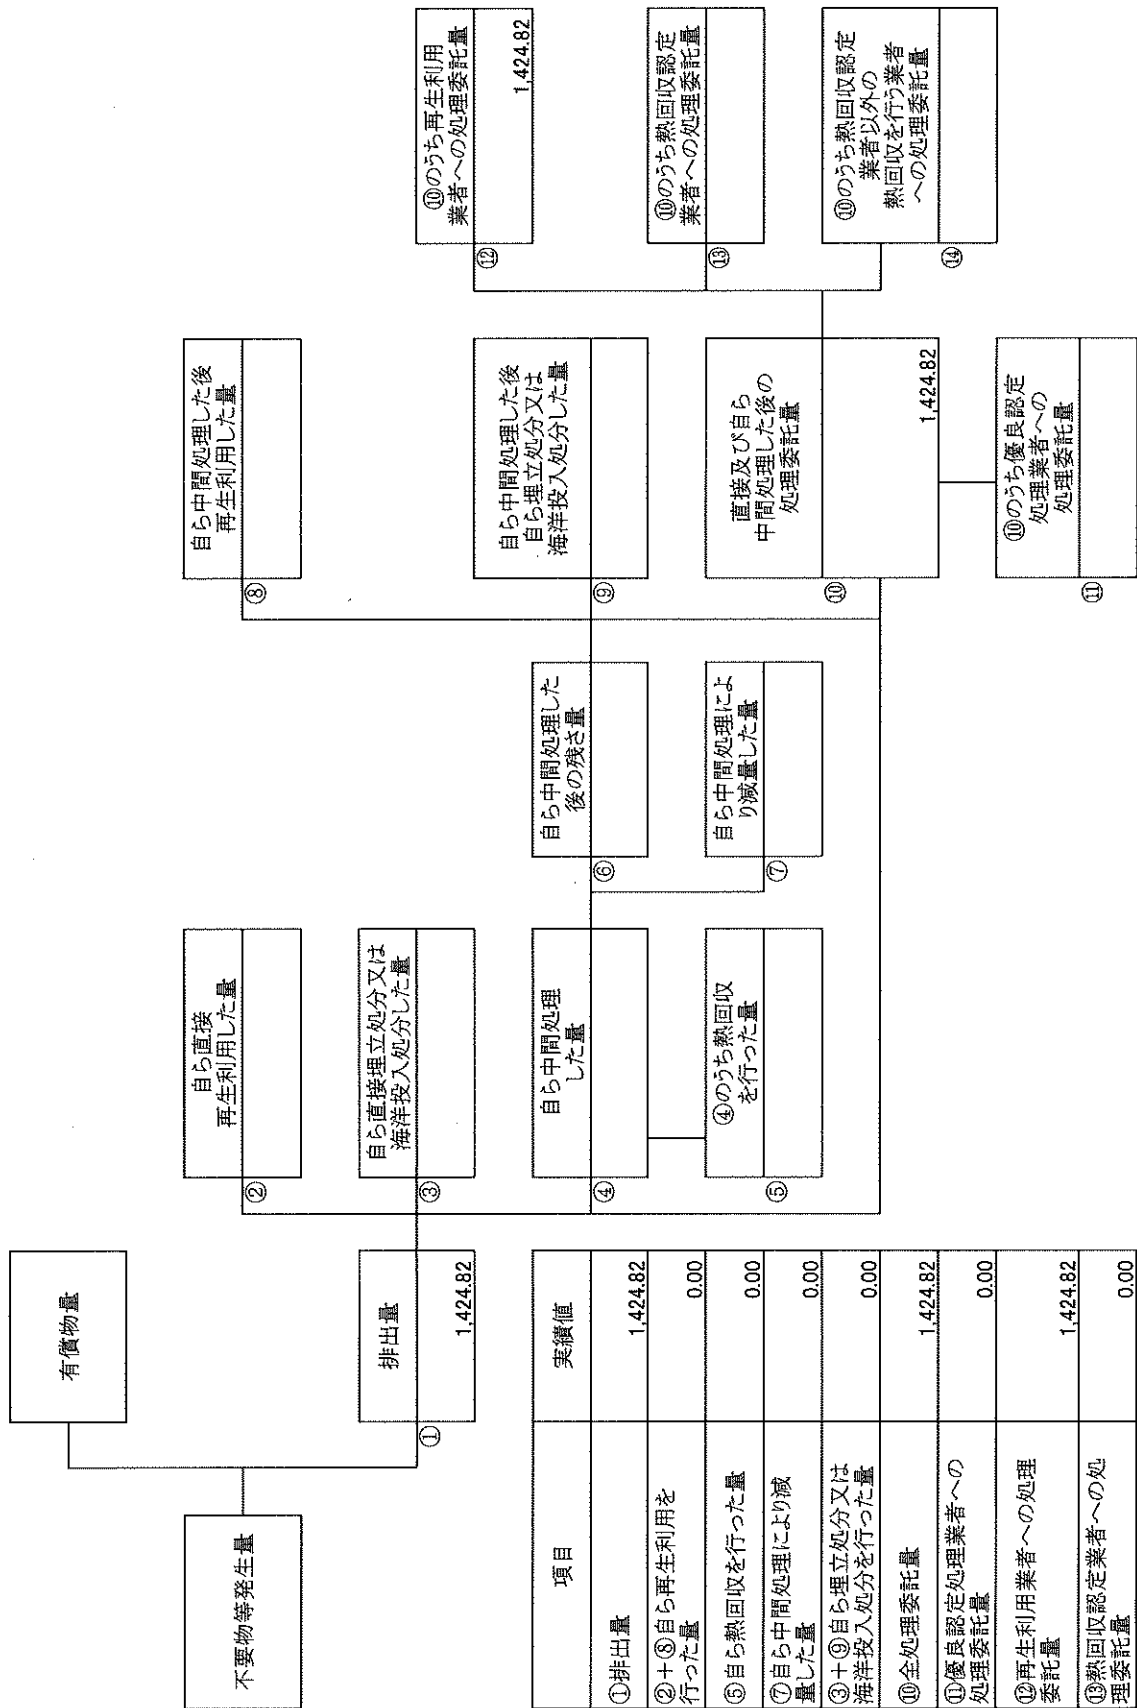 不要物等発生量
有償物量
①
排出量
1,424.82
②
自ら直接
再生利用した量
③
自ら直接埋立処分又は
海洋投入処分した量
④
自ら中間処理
した量
⑤
④のうち熱回収
を行った量
⑥
自ら中間処理した
後の残さ量
⑦
自ら中間処理によ
り減量した量
⑧
自ら中間処理した後
再生利用した量
⑨
自ら中間処理した後
自ら埋立処分又は
海洋投入処分した量
⑩
直接及び自ら
中間処理した後の
処理委託量
1,424.82
⑪
⑩のうち優良認定
処理業者への
処理委託量
⑫
⑩のうち再生利用
業者への処理委託量
1,424.82
⑬
⑩のうち熱回収認定
業者への処理委託量
⑭
⑩のうち熱回収認定
業者以外の
熱回収を行う業者
への処理委託量
項目
実績値
①排出量
1,424.82
②+⑧自ら再生利用を
行った量
0.00
⑤自ら熱回収を行った量
0.00
⑦自ら中間処理により減
量した量
0.00
③+⑨自ら埋立処分又は
海洋投入処分を行った量
0.00
⑩全処理委託量
1,424.82
⑪優良認定処理業者への
処理委託量
0.00
⑫再生利用業者への処理
委託量
1,424.82
⑬熱回収認定業者への処
理委託量
0.00